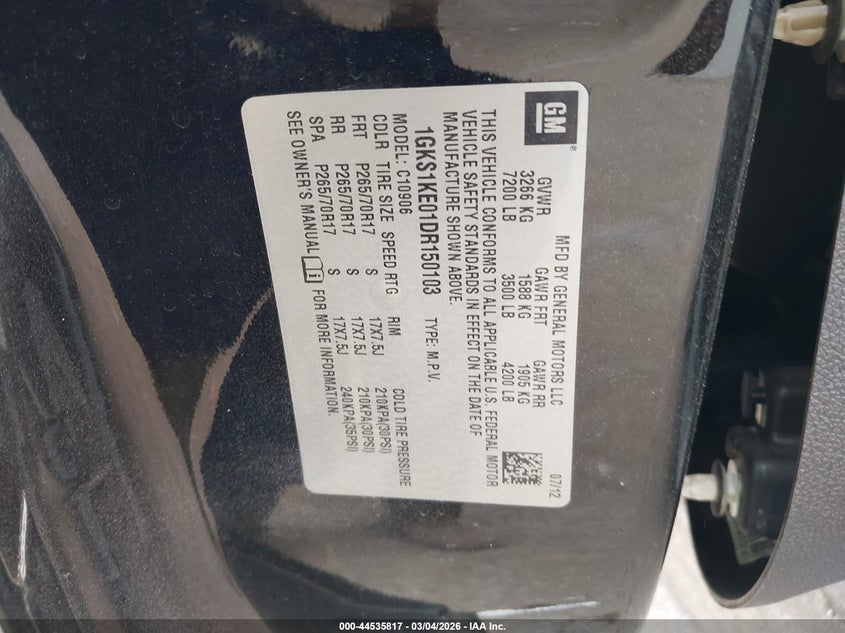 GM
®
MFD BY GENERAL MOTORS LLC 07/12
GVWR GAWR FRT GAWR RR
3266 KG 1588 KG 1905 KG
7200 LB 3500 LB 4200 LB
THIS VEHICLE CONFORMS TO ALL APPLICABLE U.S. FEDERAL MOTOR
VEHICLE SAFETY STANDARDS IN EFFECT ON THE DATE OF
MANUFACTURE SHOWN ABOVE.
1GKS1KE01DR150103 TYPE: M.P.V.
MODEL: C10906
CDLR TIRE SIZE SPEED RTG RIM COLD TIRE PRESSURE
FRT P265/70R17 S 17X7.5J 210KPA(30PSI)
RR P265/70R17 S 17X7.5J 210KPA(30PSI)
SPA P265/70R17 S 17X7.5J 240KPA(35PSI)
SEE OWNER'S MANUAL FOR MORE INFORMATION.
000-44535817 - 03/04/2026 - IAA Inc.